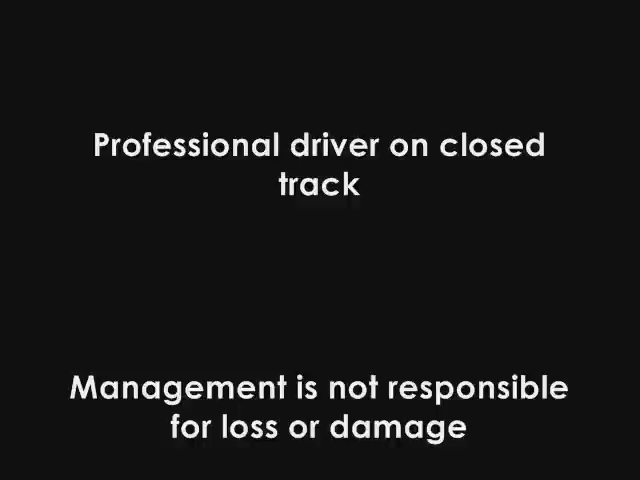 Professional driver on closed
track
Management is not responsible
for loss or damage